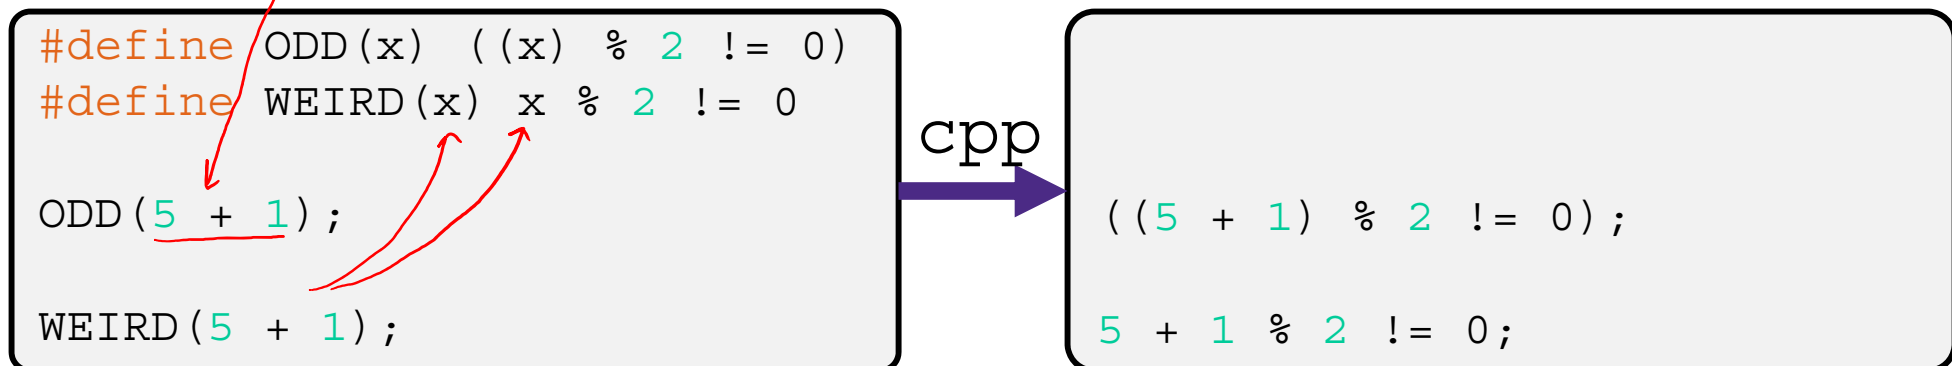 #define ODD(x) ((x) % 2 != 0)
#define WEIRD(x) x % 2 != 0
ODD(5 + 1);
WEIRD(5 + 1);
cpp
((5 + 1) % 2 != 0);
5 + 1 % 2 != 0;